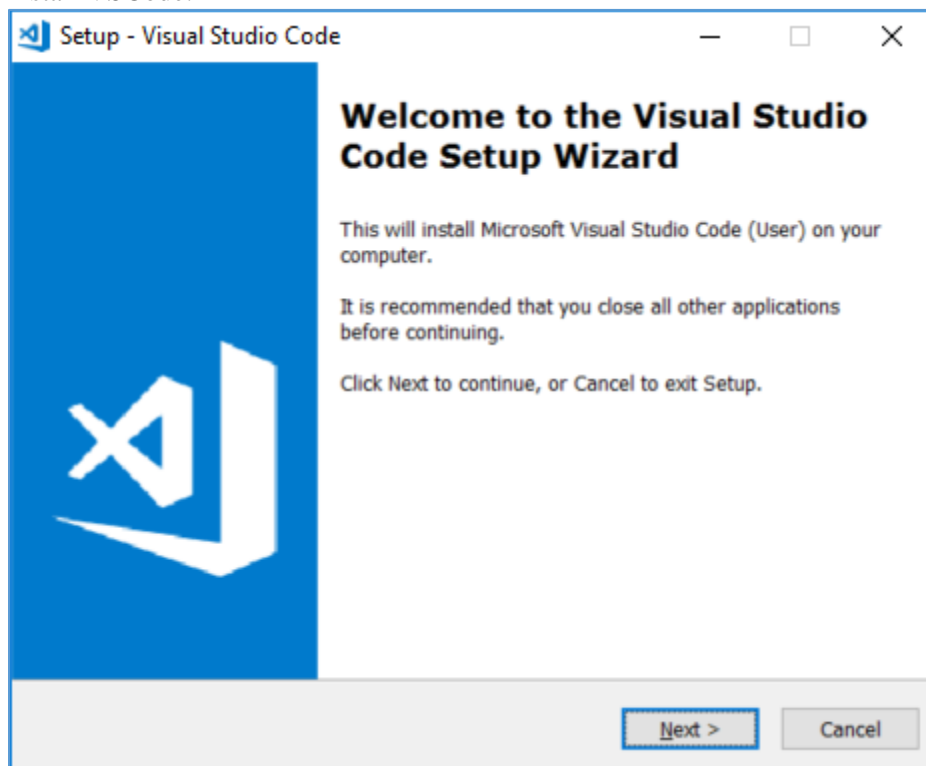 Setup - Visual Studio Code
Welcome to the Visual Studio
Code Setup Wizard
This will install Microsoft Visual Studio Code (User) on your
computer.
It is recommended that you close all other applications
before continuing.
Click Next to continue, or Cancel to exit Setup.
Next >
Cancel